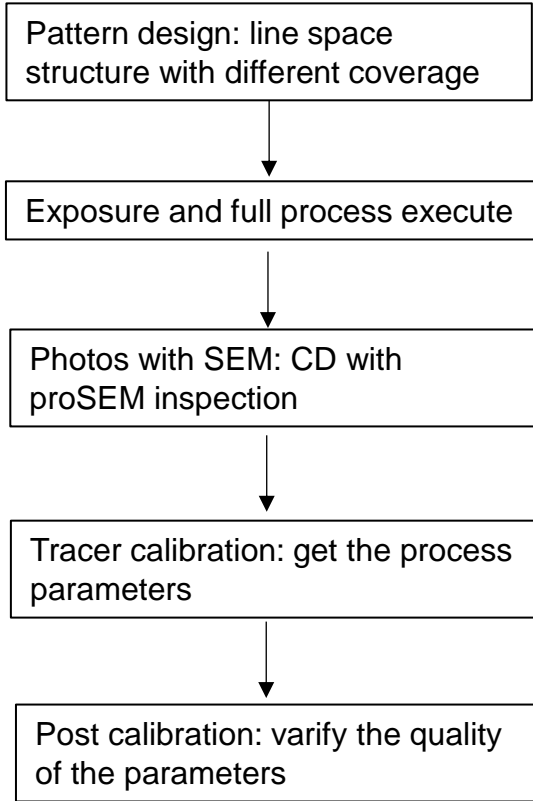 Pattern design: line space
structure with different coverage
Exposure and full process execute
Photos with SEM: CD with
proSEM inspection
Tracer calibration: get the process
parameters
Post calibration: varify the quality
of the parameters